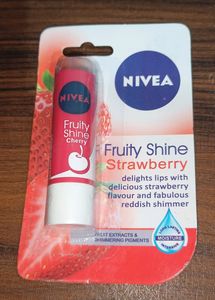 NIVEA
NIVEA
Fruity
Shine
Cherry
Fruity Shine
Strawberry
delights lips with
delicious strawberry
flavour and fabulous
reddish shimmer
FRUIT EXTRACTS &
SHIMMERING PIGMENTS
MOISTURE